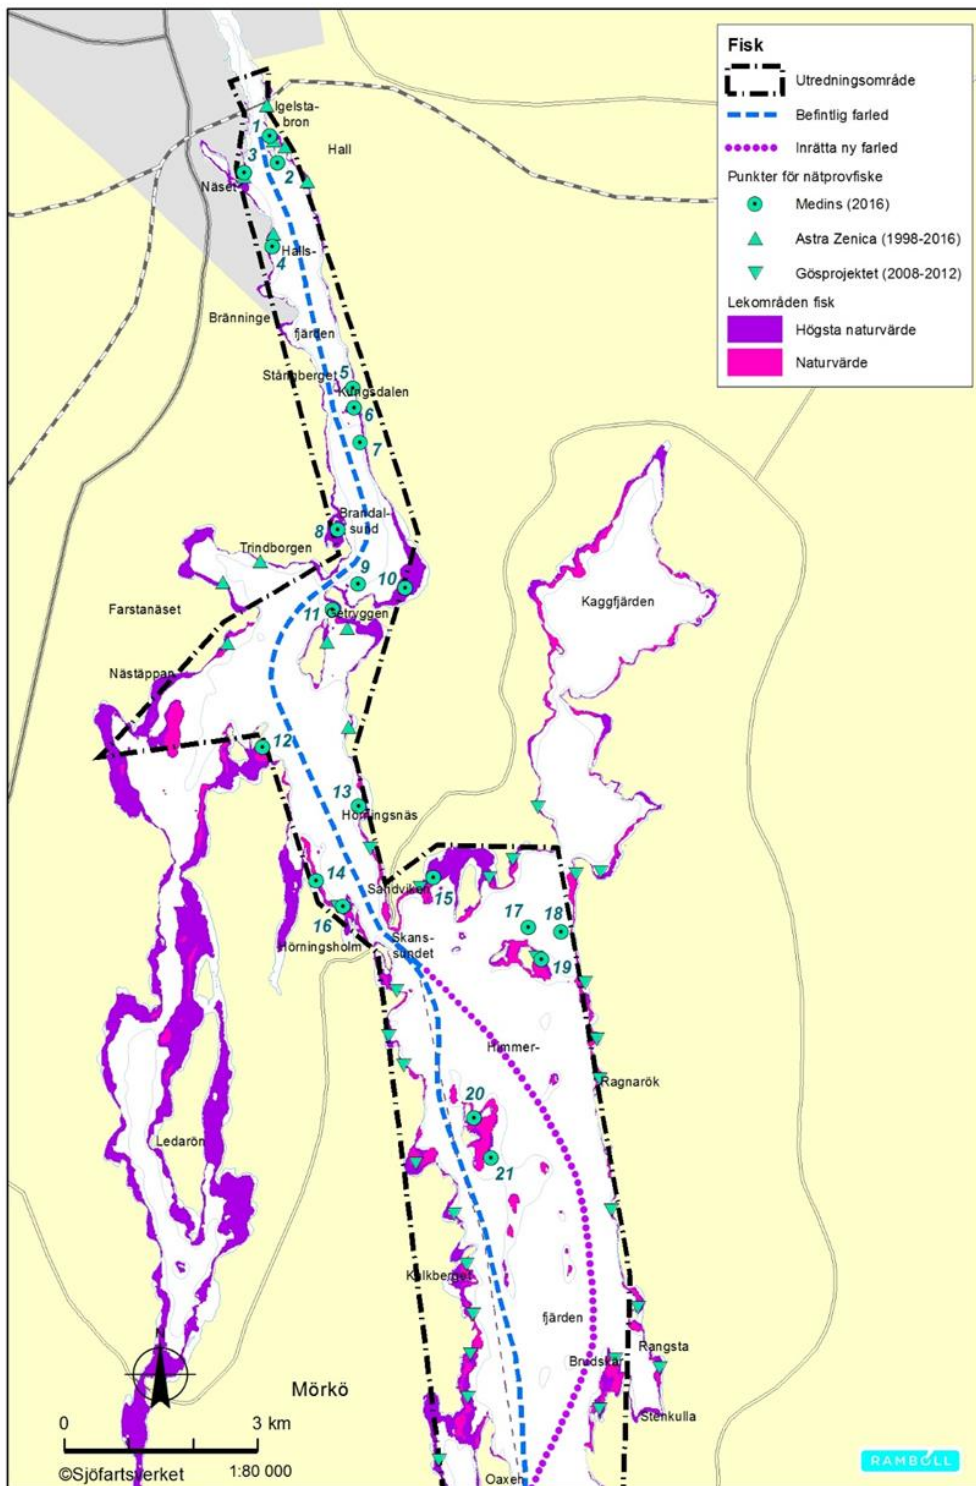 Fisk
Utredningsområde
Befintlig farled
Inrätta ny farled
Punkter för nätprovfiske
Medins (2016)
Astra Zenica (1998-2016)
Gösprojektet (2008-2012)
Lekområden fisk
Högsta naturvärde
Naturvärde
Igelsta-
bron
1
Hall
3
2
Näset
Halls-
4
Bränninge
fjärden
Stårnberget
5
Kungsdalen
6
7
8
Brandal-
sund
Trindborgen
9
10
Kaggfjärden
Farstanäset
11
Getryggen
Nästäppan
12
13
Hörningsnäs
14
Sandviken
15
16
Hörningsholm
Skans-
sundet
17
18
19
Himmer-
Ragnarök
20
Ledarön
21
Kalkberget
fjärden
Rangsta
Brudskär
Stenkulla
N
Mörkö
0
3 km
©Sjöfartsverket
1:80 000
Oaxen
RAMBOLL